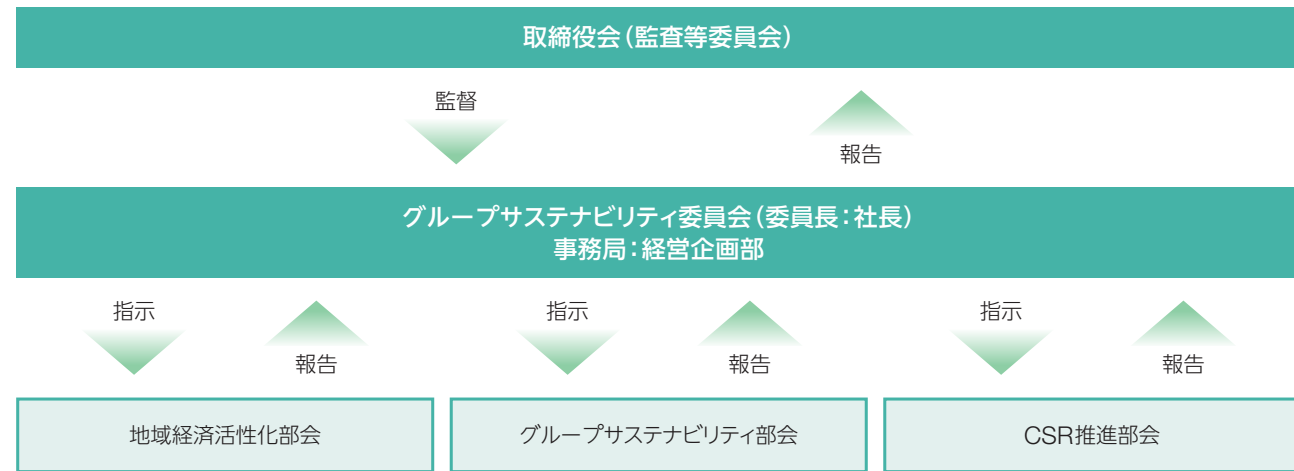 取締役会（監査等委員会）
監督
報告
グループサステナビリティ委員会（委員長：社長）
事務局：経営企画部
指示
報告
指示
報告
指示
報告
地域経済活性化部会
グループサステナビリティ部会
CSR推進部会